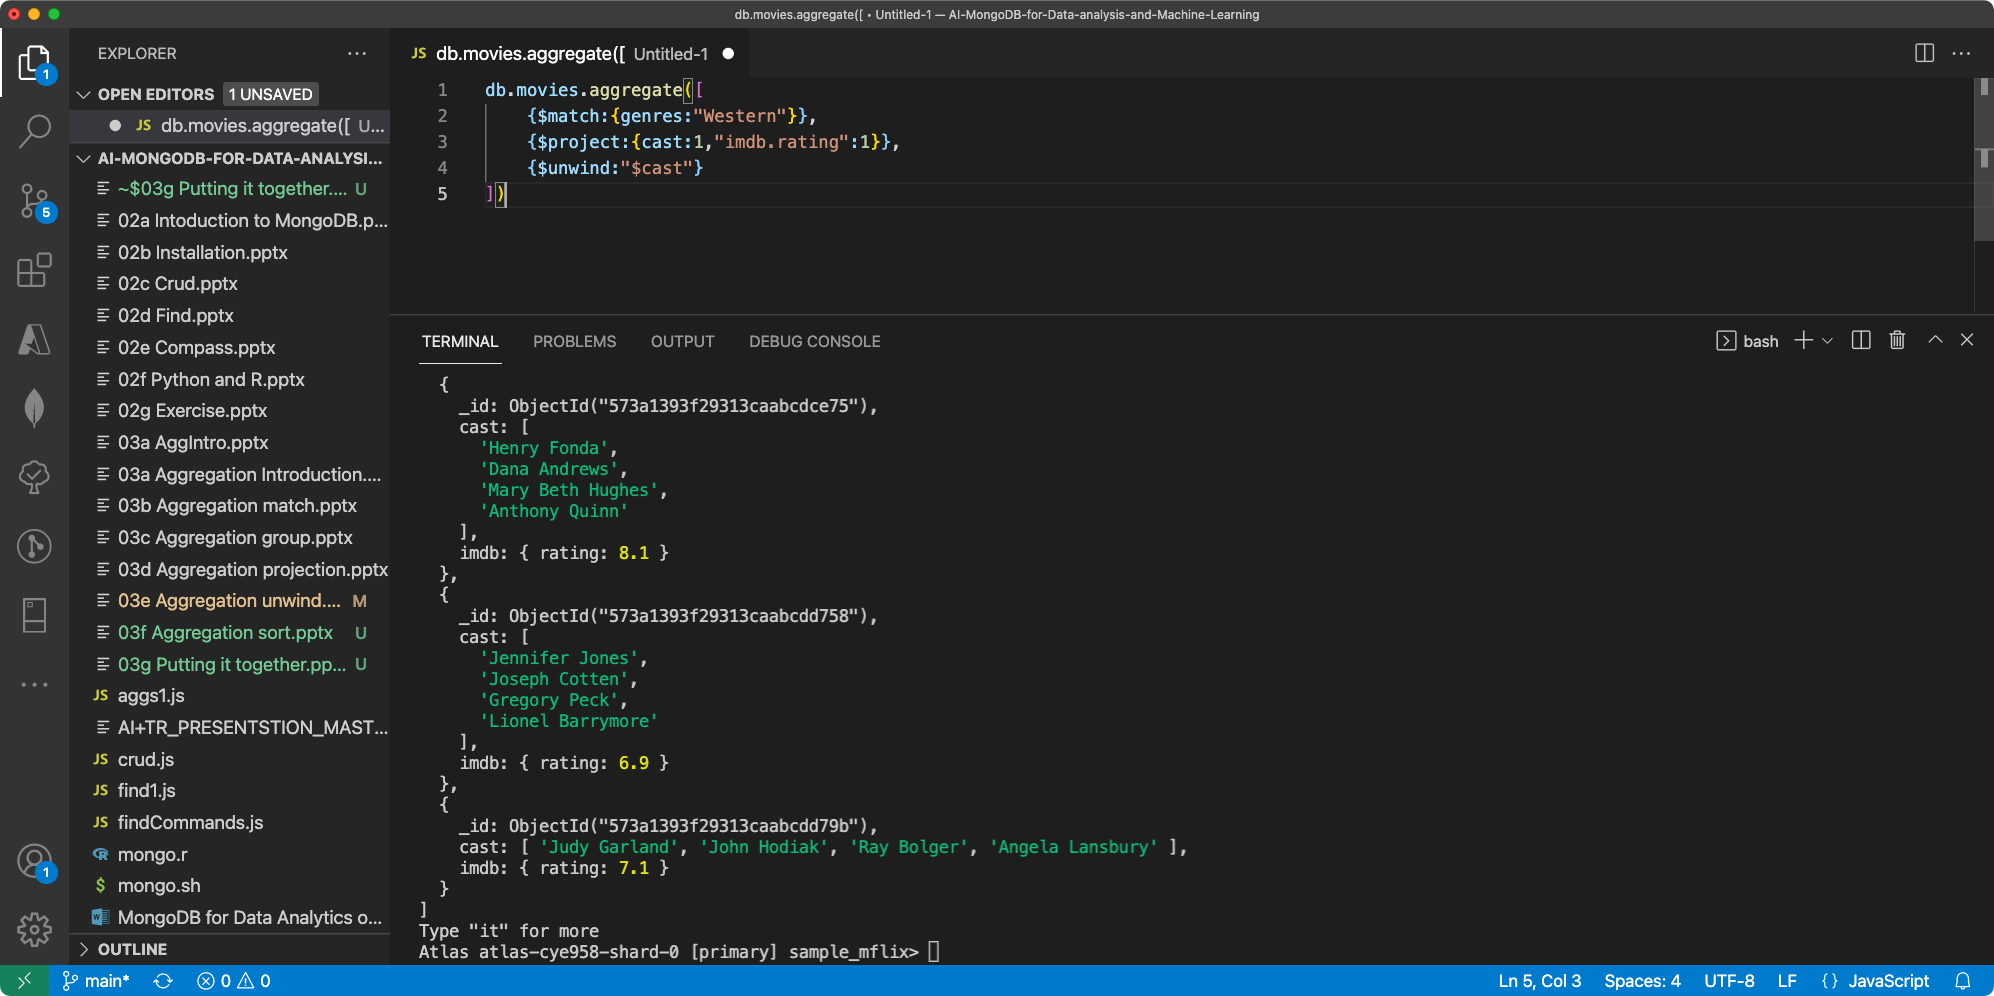 db.movies.aggregate([ • Untitled-1 — AI-MongoDB-for-Data-analysis-and-Machine-Learning
EXPLORER
OPEN EDITORS 1 UNSAVED
JS db.movies.aggregate([ U...
AI-MONGODB-FOR-DATA-ANALYSI...
~$03g Putting it together.... U
02a Intoduction to MongoDB.p...
02b Installation.pptx
02c Crud.pptx
02d Find.pptx
02e Compass.pptx
02f Python and R.pptx
02g Exercise.pptx
03a AggIntro.pptx
03a Aggregation Introduction....
03b Aggregation match.pptx
03c Aggregation group.pptx
03d Aggregation projection.pptx
03e Aggregation unwind.... M
03f Aggregation sort.pptx U
03g Putting it together.pp... U
JS aggs1.js
AI+TR_PRESENTSTION_MAST...
JS crud.js
JS find1.js
JS findCommands.js
R mongo.r
$ mongo.sh
W MongoDB for Data Analytics o...
OUTLINE
1
5
1
JS db.movies.aggregate([ Untitled-1
1 db.movies.aggregate([
2 {$match:{genres:"Western"}},
3 {$project:{cast:1,"imdb.rating":1}},
4 {$unwind:"$cast"}
5 ])
TERMINAL PROBLEMS OUTPUT DEBUG CONSOLE
bash
{
_id: ObjectId("573a1393f29313caabcdce75"),
cast: [
'Henry Fonda',
'Dana Andrews',
'Mary Beth Hughes',
'Anthony Quinn'
],
imdb: { rating: 8.1 }
},
{
_id: ObjectId("573a1393f29313caabcdd758"),
cast: [
'Jennifer Jones',
'Joseph Cotten',
'Gregory Peck',
'Lionel Barrymore'
],
imdb: { rating: 6.9 }
},
{
_id: ObjectId("573a1393f29313caabcdd79b"),
cast: [ 'Judy Garland', 'John Hodiak', 'Ray Bolger', 'Angela Lansbury' ],
imdb: { rating: 7.1 }
}
]
Type "it" for more
Atlas atlas-cye958-shard-0 [primary] sample_mflix>
main* 0 0 Ln 5, Col 3 Spaces: 4 UTF-8 LF {} JavaScript